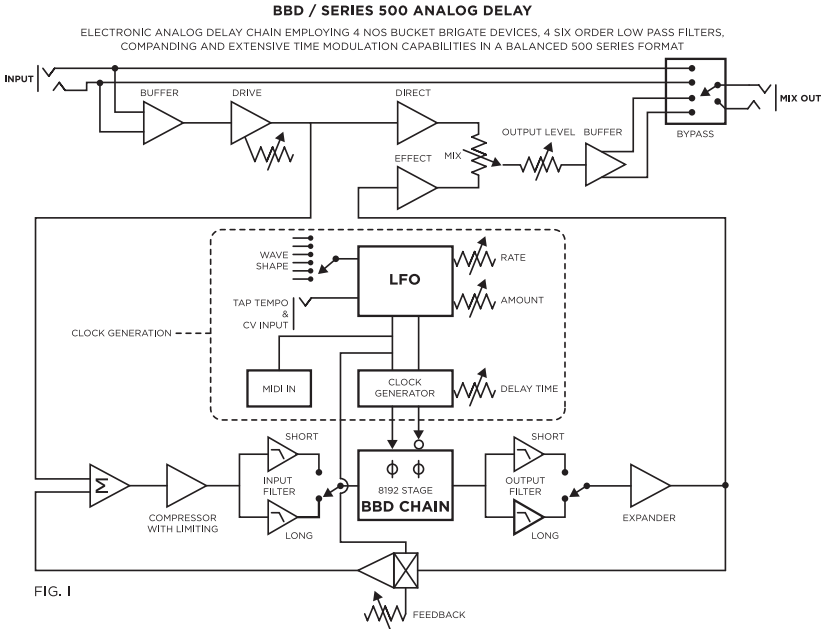 BBD / SERIES 500 ANALOG DELAY
ELECTRONIC ANALOG DELAY CHAIN EMPLOYING 4 NOS BUCKET BRIGATE DEVICES, 4 SIX ORDER LOW PASS FILTERS,
COMPANDING AND EXTENSIVE TIME MODULATION CAPABILITIES IN A BALANCED 500 SERIES FORMAT
INPUT
BUFFER
DRIVE
DIRECT
EFFECT
MIX
OUTPUT LEVEL
BUFFER
BYPASS
MIX OUT
WAVE
SHAPE
LFO
RATE
AMOUNT
TAP TEMPO
&
CV INPUT
CLOCK GENERATION
MIDI IN
CLOCK
GENERATOR
DELAY TIME
Σ
COMPRESSOR
WITH LIMITING
SHORT
INPUT
FILTER
LONG
ϕ ϕ
8192 STAGE
BBD CHAIN
SHORT
OUTPUT
FILTER
LONG
EXPANDER
FEEDBACK
FIG. I